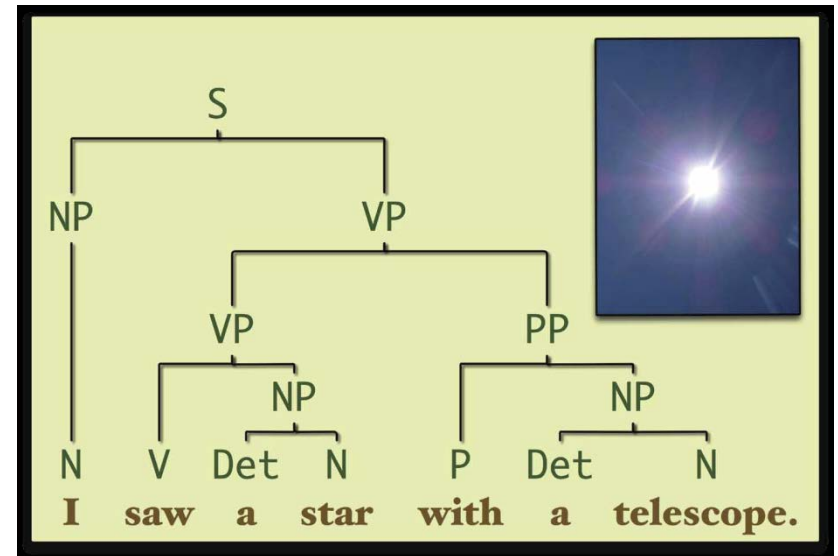 S
NP VP
VP PP
NP NP
N V Det N P Det N
I saw a star with a telescope.